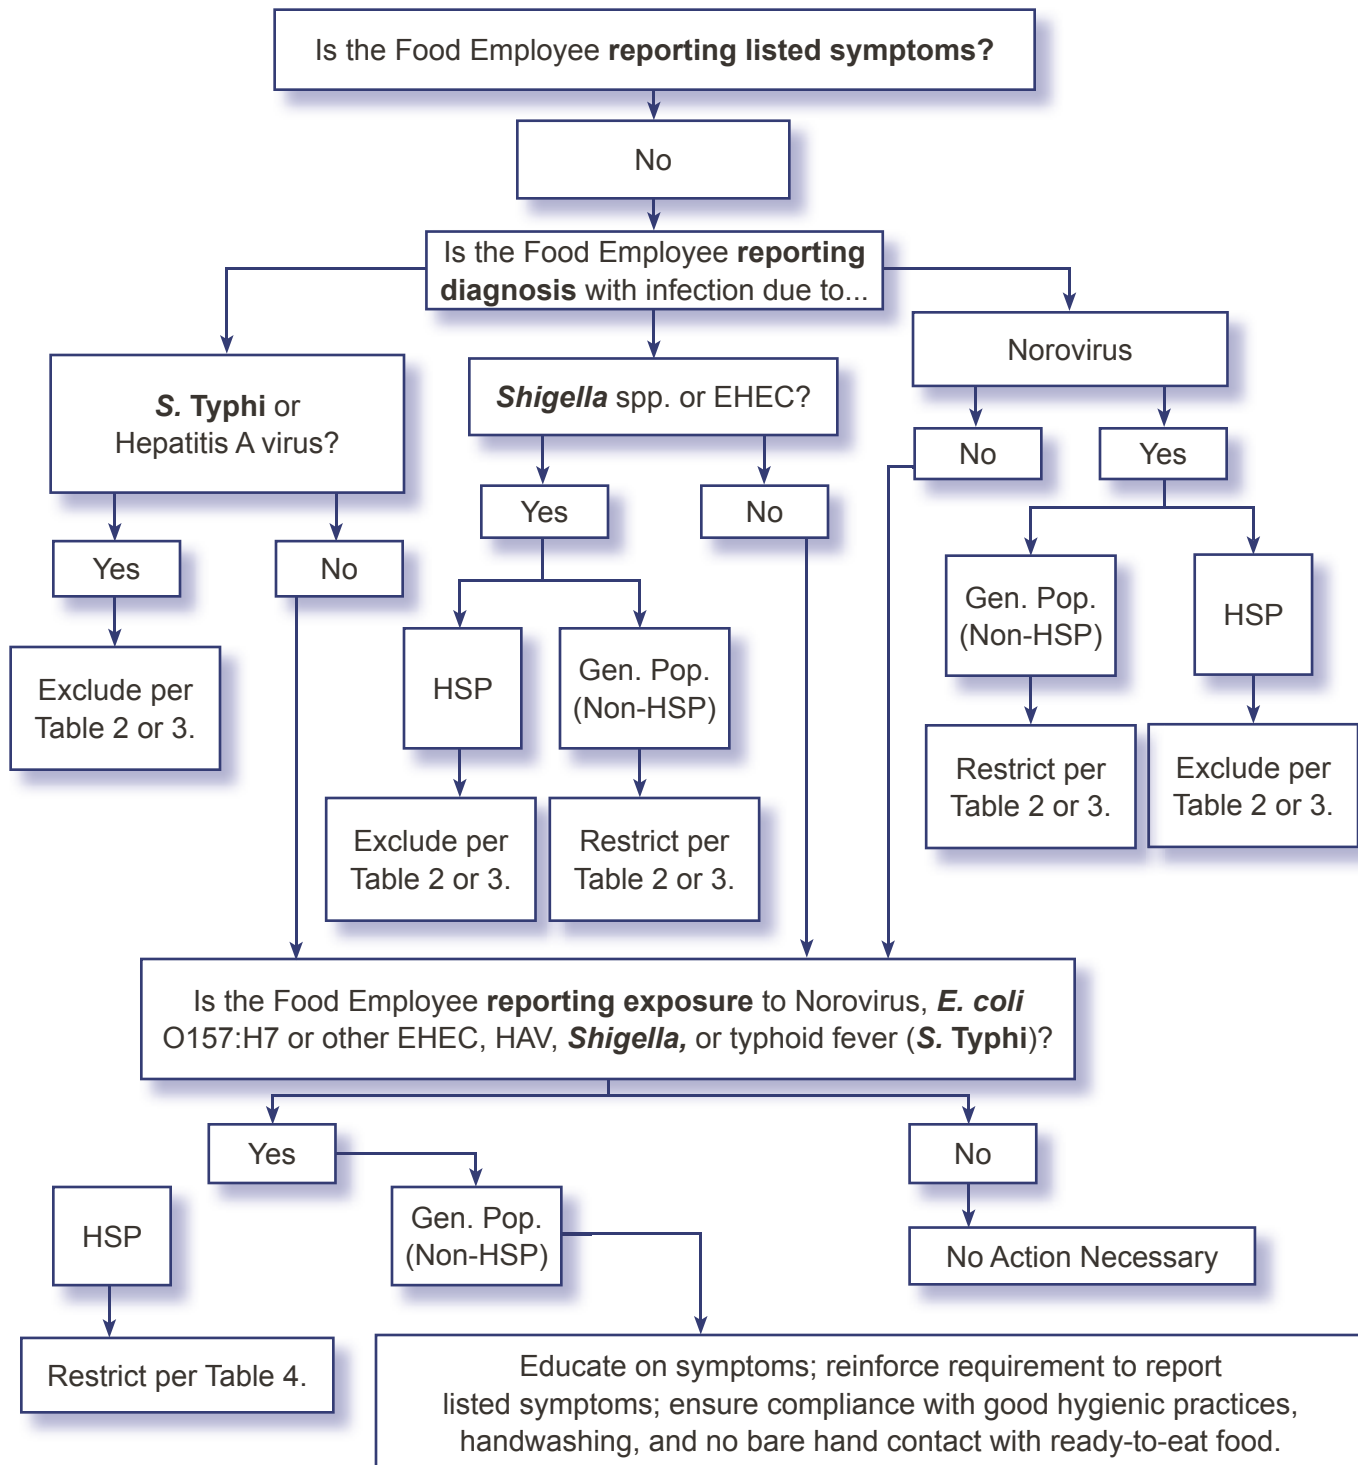 Is the Food Employee reporting listed symptoms?
No
Is the Food Employee reporting
diagnosis with infection due to...
S. Typhi or
Hepatitis A virus?
Yes
No
Exclude per
Table 2 or 3.
Shigella spp. or EHEC?
Yes
No
HSP
Gen. Pop.
(Non-HSP)
Exclude per
Table 2 or 3.
Restrict per
Table 2 or 3.
Norovirus
No
Yes
Gen. Pop.
(Non-HSP)
HSP
Restrict per
Table 2 or 3.
Exclude per
Table 2 or 3.
Is the Food Employee reporting exposure to Norovirus, E. coli
O157:H7 or other EHEC, HAV, Shigella, or typhoid fever (S. Typhi)?
Yes
No
HSP
Gen. Pop.
(Non-HSP)
No Action Necessary
Restrict per Table 4.
Educate on symptoms; reinforce requirement to report
listed symptoms; ensure compliance with good hygienic practices,
handwashing, and no bare hand contact with ready-to-eat food.